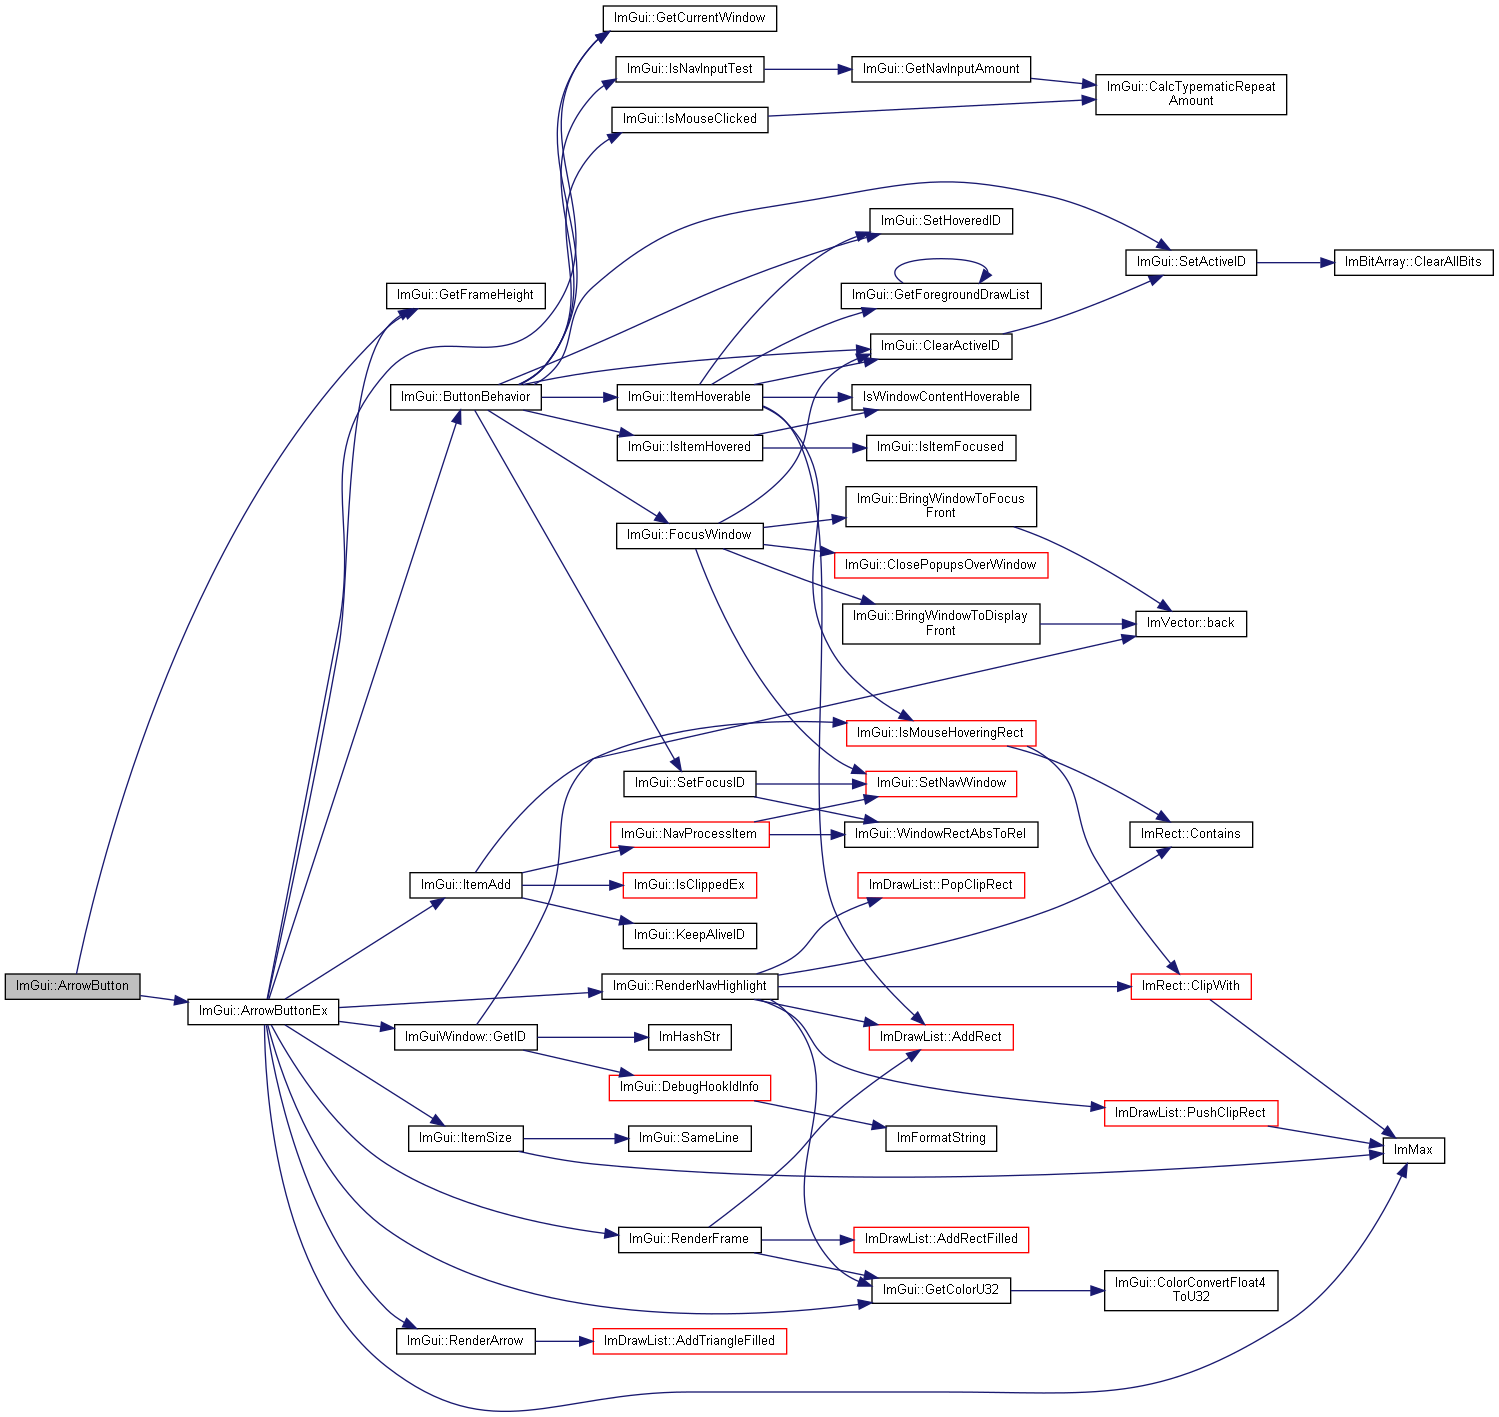 ImGui::GetCurrentWindow
ImGui::IsNavInputTest
ImGui::GetNavInputAmount
ImGui::CalcTypematicRepeat
Amount
ImGui::IsMouseClicked
ImGui::SetHoveredID
ImGui::SetActiveID
ImBitArray::ClearAllBits
ImGui::GetFrameHeight
ImGui::GetForegroundDrawList
ImGui::ClearActiveID
ImGui::ButtonBehavior
ImGui::ItemHoverable
IsWindowContentHoverable
ImGui::IsItemHovered
ImGui::IsItemFocused
ImGui::BringWindowToFocus
Front
ImGui::FocusWindow
ImGui::ClosePopupsOverWindow
ImGui::BringWindowToDisplay
Front
ImVector::back
ImGui::IsMouseHoveringRect
ImGui::SetFocusID
ImGui::SetNavWindow
ImGui::NavProcessItem
ImGui::WindowRectAbsToRel
ImRect::Contains
ImGui::ItemAdd
ImGui::IsClippedEx
ImDrawList::PopClipRect
ImGui::KeepAliveID
ImGui::ArrowButton
ImGui::RenderNavHighlight
ImRect::ClipWith
ImGui::ArrowButtonEx
ImGuiWindow::GetID
ImHashStr
ImDrawList::AddRect
ImGui::DebugHookIdInfo
ImDrawList::PushClipRect
ImGui::ItemSize
ImGui::SameLine
ImFormatString
ImMax
ImGui::RenderFrame
ImDrawList::AddRectFilled
ImGui::GetColorU32
ImGui::ColorConvertFloat4
ToU32
ImGui::RenderArrow
ImDrawList::AddTriangleFilled